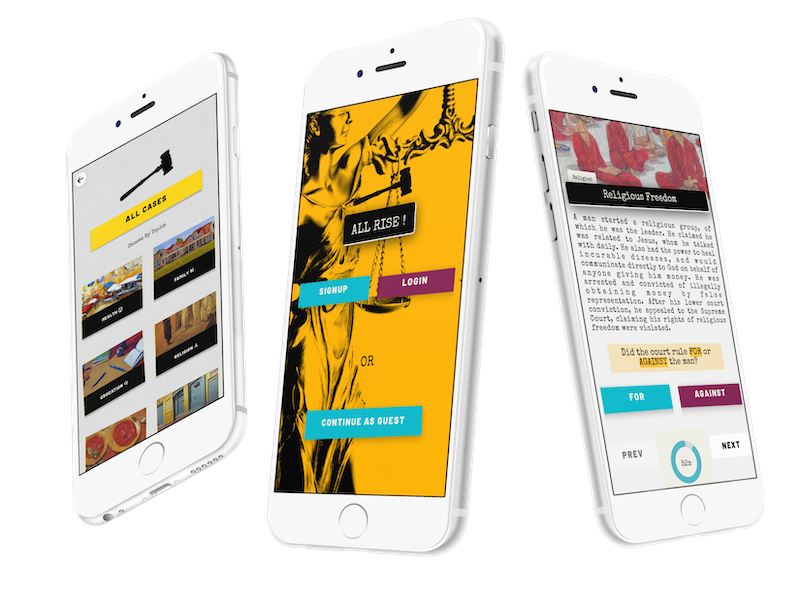 ALL CASES
Choose By Topics
HEALTH
FAMILY
EDUCATION
RELIGION
ALL RISE !
SIGNUP
LOGIN
OR
CONTINUE AS GUEST
Religion
Religious Freedom
A man started a religious group, of
which he was the leader. He claimed he
was related to Jesus, whom he talked
with daily. He also had the power to heal
incurable diseases, and would
communicate directly to God on behalf of
anyone giving him money. He was
arrested and convicted of illegally
obtaining money by false
representation. After his lower court
conviction, he appealed to the Supreme
Court, claiming his rights of religious
freedom were violated.
Did the court rule FOR or
AGAINST the man?
FOR
AGAINST
PREV
52s
NEXT